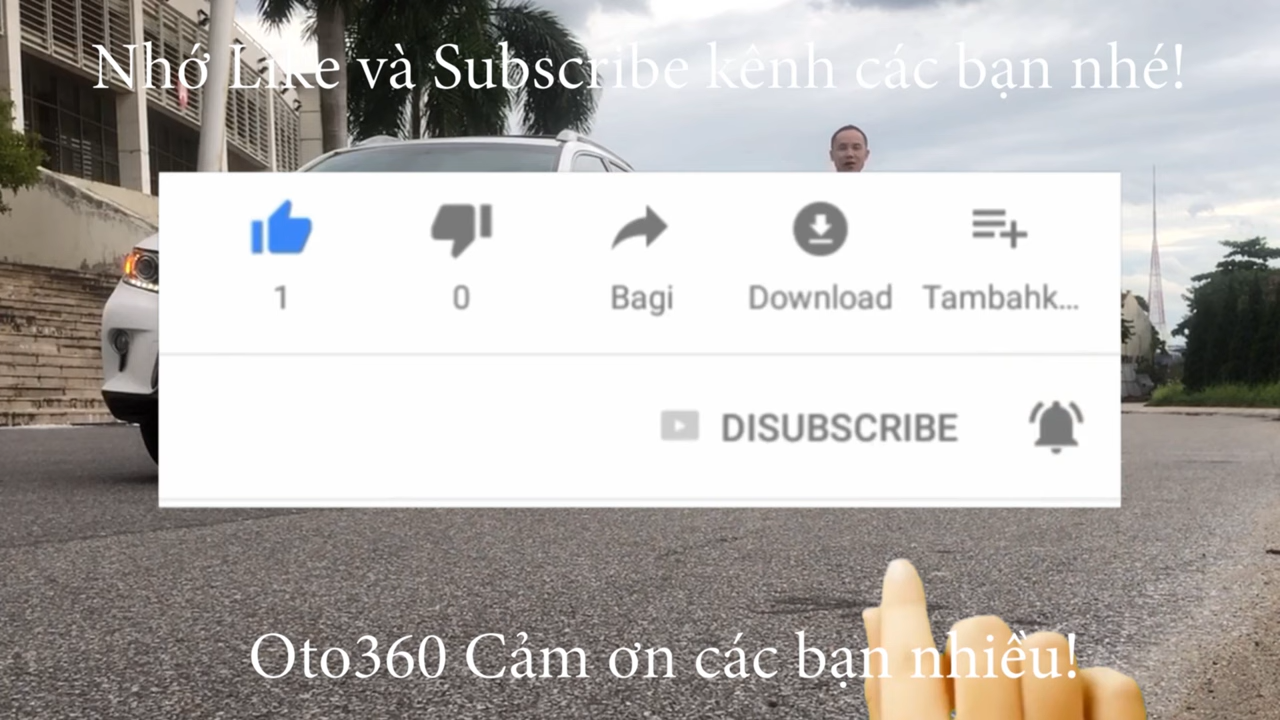 Nhớ Like và Subscribe kênh các bạn nhé!
1 0 Bagi Download Tambahk...
DISUBSCRIBE
Oto360 Cảm ơn các bạn nhiều!